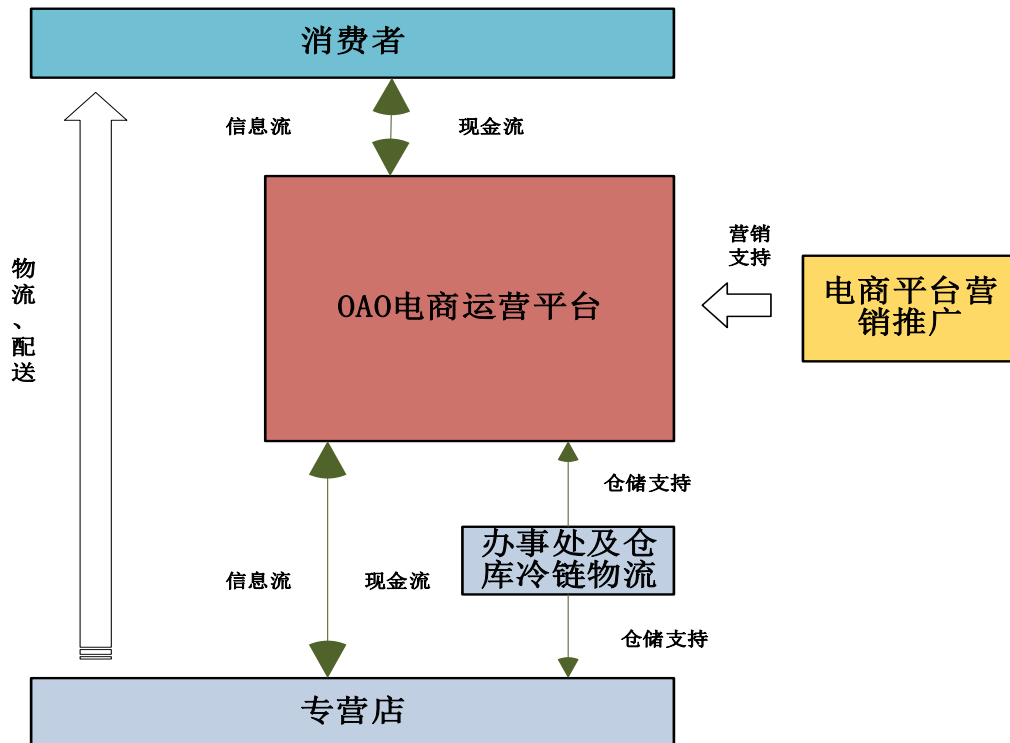 消费者
信息流
现金流
营销
支持
物
流
、
配
送
OAO电商运营平台
电商平台营
销推广
仓储支持
办事处及仓
库冷链物流
信息流
现金流
仓储支持
专营店